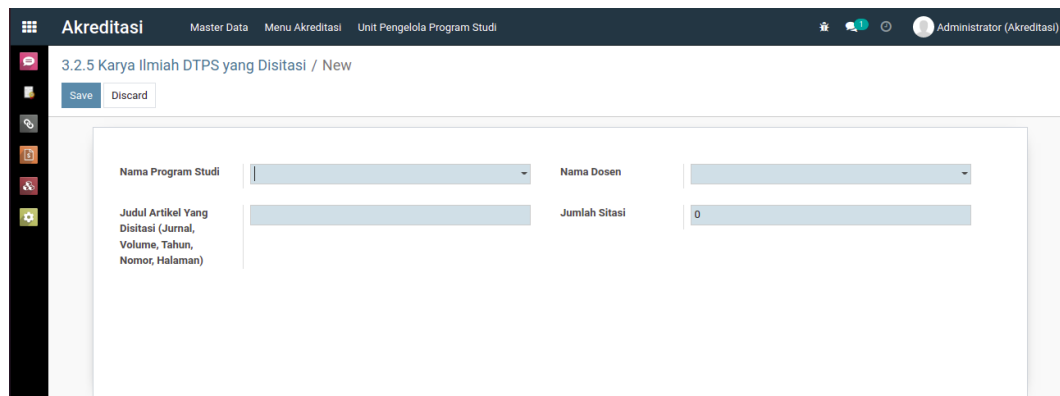 Akreditasi Master Data Menu Akreditasi Unit Pengelola Program Studi 1 Administrator (Akreditasi)
3.2.5 Karya Ilmiah DTPS yang Disitasi / New
Save Discard
Nama Program Studi Nama Dosen
Judul Artikel Yang Jumlah Sitasi 0
Disitasi (Jurnal,
Volume, Tahun,
Nomor, Halaman)